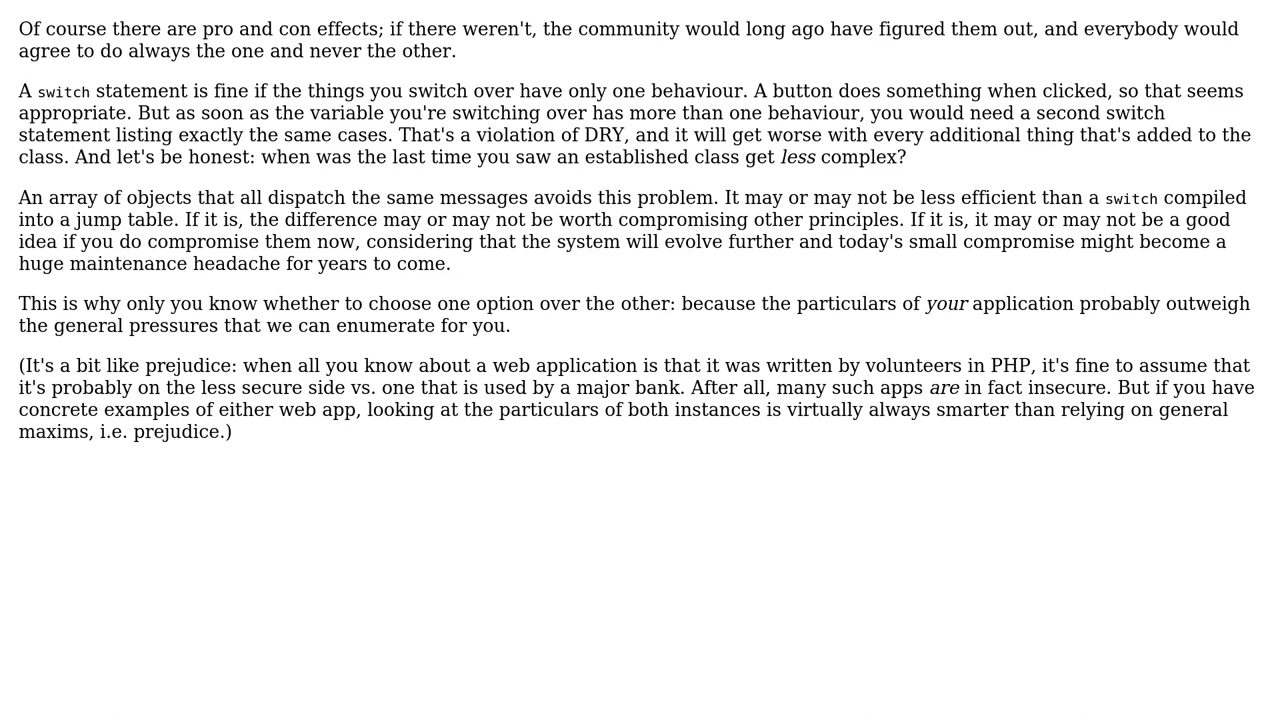 Of course there are pro and con effects; if there weren't, the community would long ago have figured them out, and everybody would
agree to do always the one and never the other.
A switch statement is fine if the things you switch over have only one behaviour. A button does something when clicked, so that seems
appropriate. But as soon as the variable you're switching over has more than one behaviour, you would need a second switch
statement listing exactly the same cases. That's a violation of DRY, and it will get worse with every additional thing that's added to the
class. And let's be honest: when was the last time you saw an established class get less complex?
An array of objects that all dispatch the same messages avoids this problem. It may or may not be less efficient than a switch compiled
into a jump table. If it is, the difference may or may not be worth compromising other principles. If it is, it may or may not be a good
idea if you do compromise them now, considering that the system will evolve further and today's small compromise might become a
huge maintenance headache for years to come.
This is why only you know whether to choose one option over the other: because the particulars of your application probably outweigh
the general pressures that we can enumerate for you.
(It's a bit like prejudice: when all you know about a web application is that it was written by volunteers in PHP, it's fine to assume that
it's probably on the less secure side vs. one that is used by a major bank. After all, many such apps are in fact insecure. But if you have
concrete examples of either web app, looking at the particulars of both instances is virtually always smarter than relying on general
maxims, i.e. prejudice.)